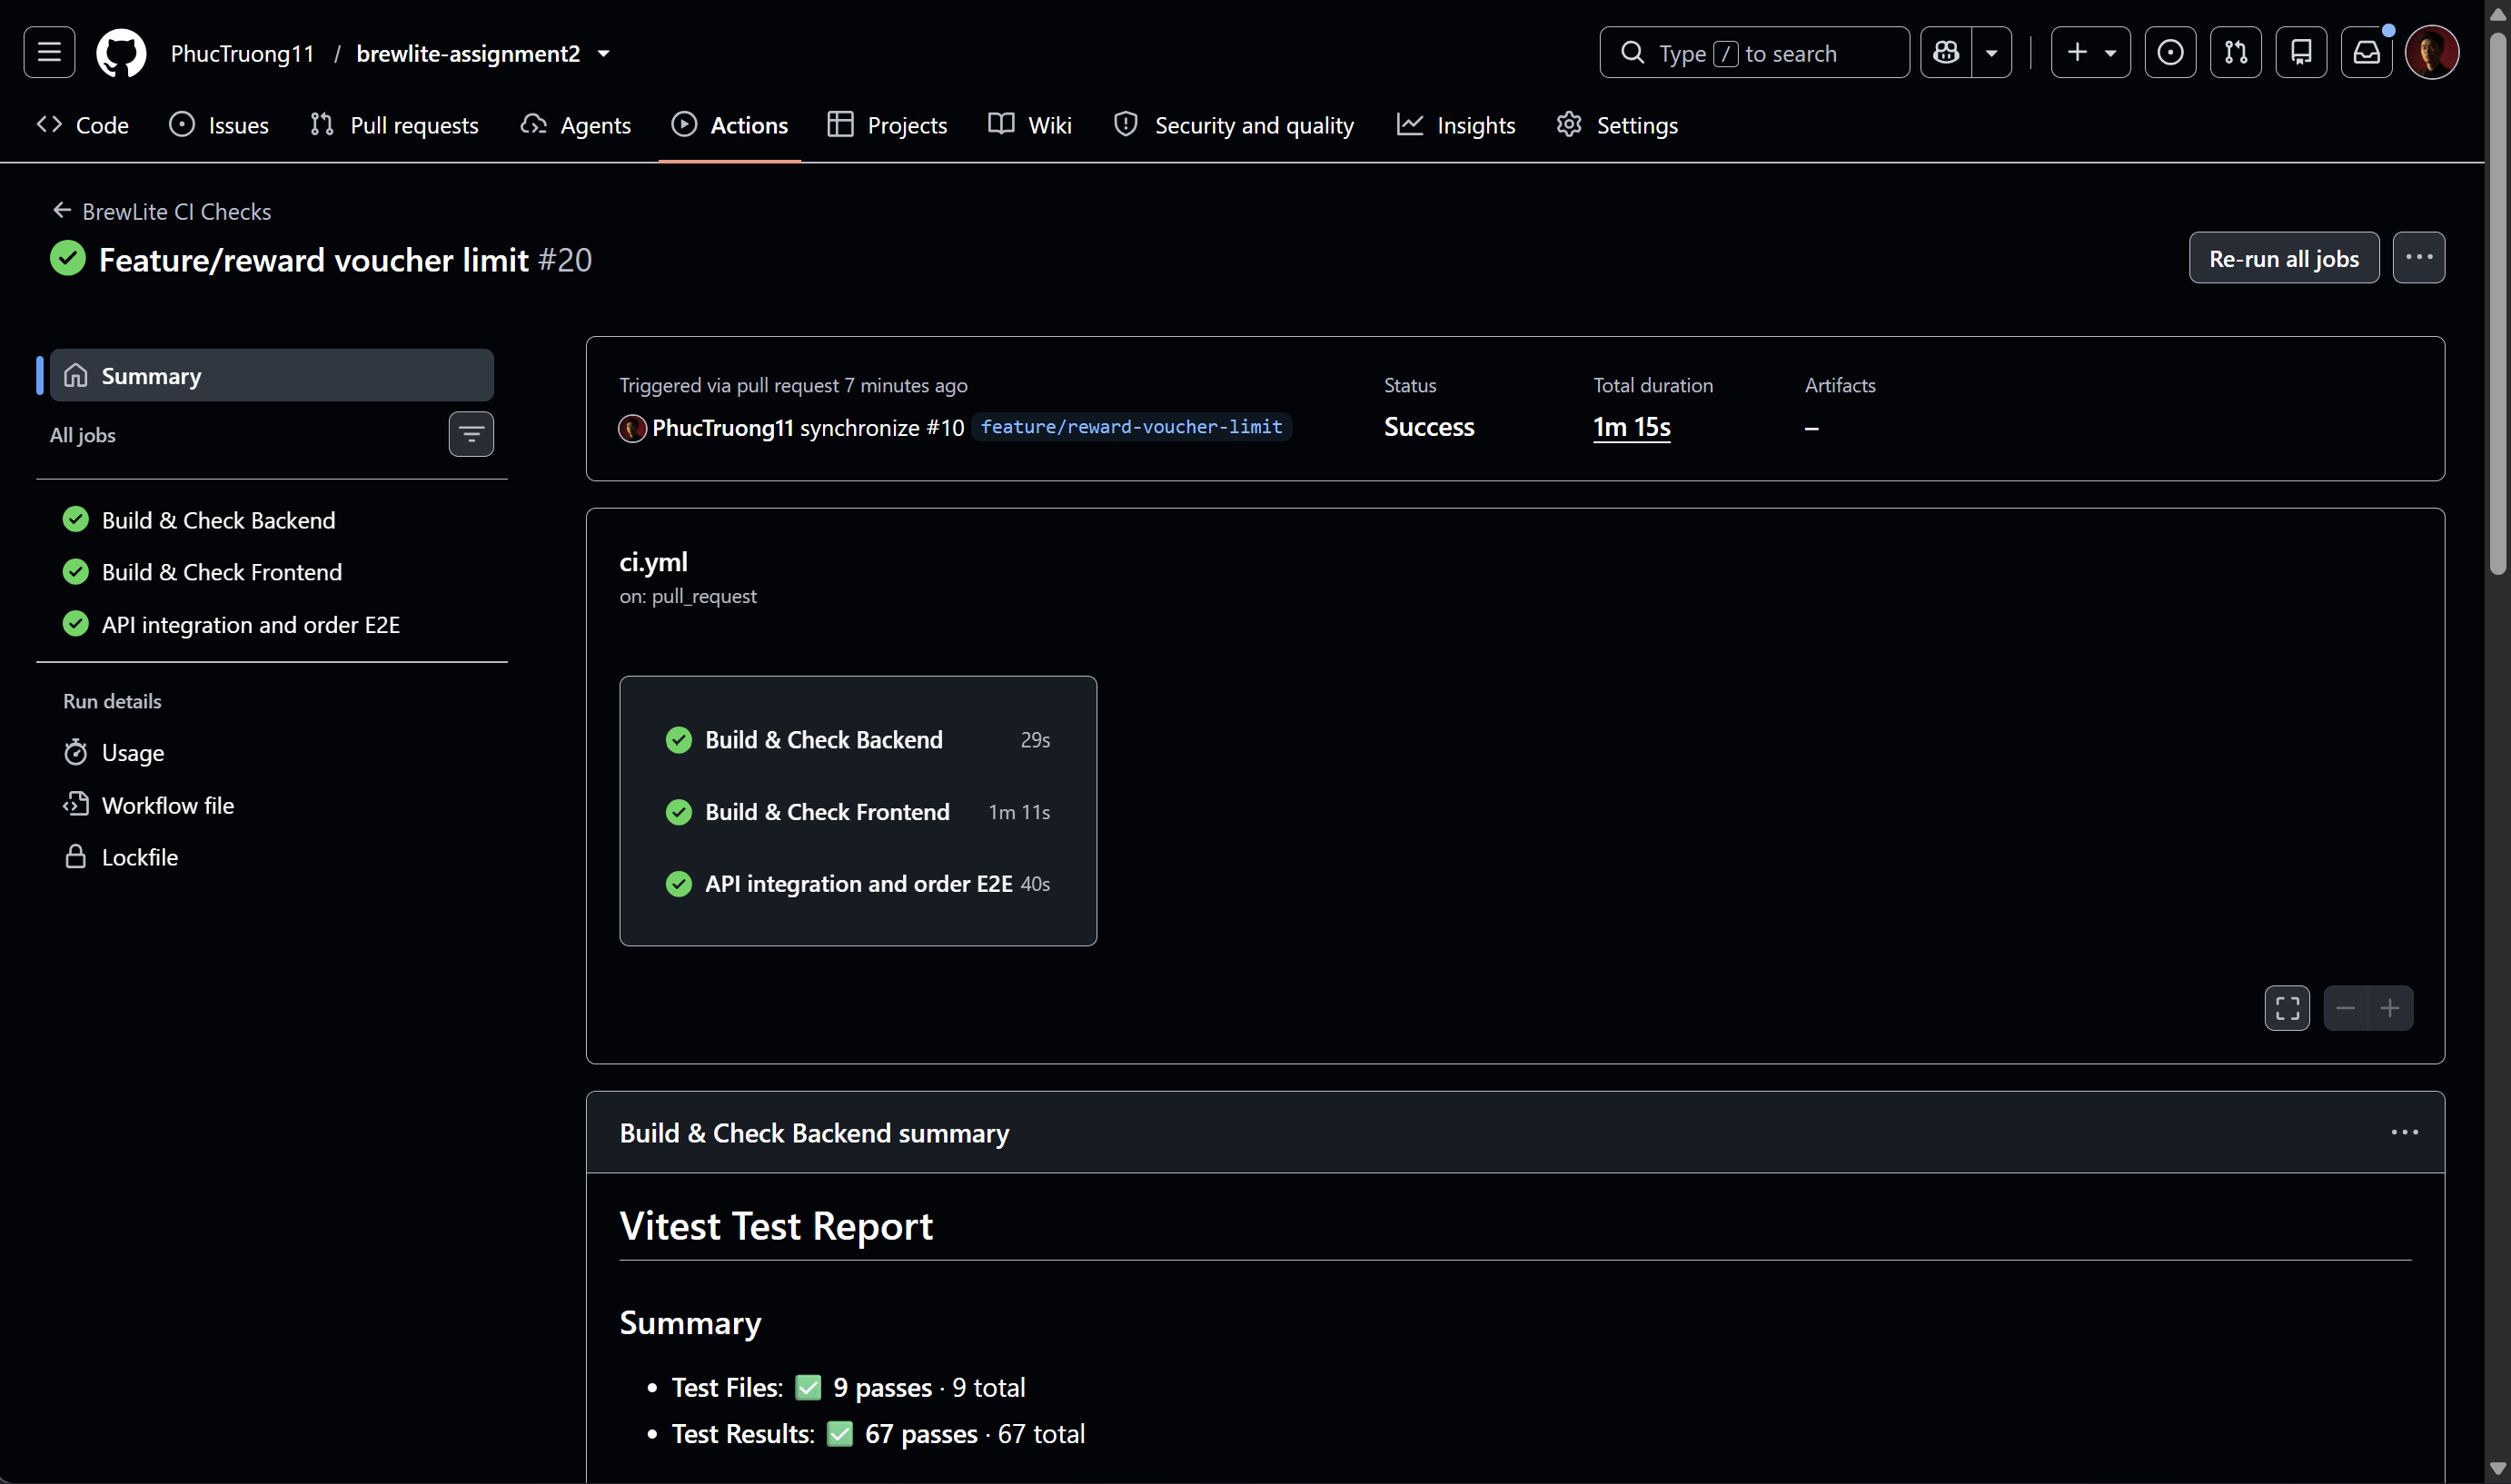 PhucTruong11 / brewlite-assignment2
Type / to search
Code Issues Pull requests Agents Actions Projects Wiki Security and quality Insights Settings
BrewLite CI Checks
Feature/reward voucher limit #20
Re-run all jobs
Summary
All jobs
Build & Check Backend
Build & Check Frontend
API integration and order E2E
Run details
Usage
Workflow file
Lockfile
Triggered via pull request 7 minutes ago
PhucTruong11 synchronize #10 feature/reward-voucher-limit
Status
Success
Total duration
1m 15s
Artifacts
–
ci.yml
on: pull_request
Build & Check Backend 29s
Build & Check Frontend 1m 11s
API integration and order E2E 40s
Build & Check Backend summary
Vitest Test Report
Summary
• Test Files: ✅ 9 passes · 9 total
• Test Results: ✅ 67 passes · 67 total